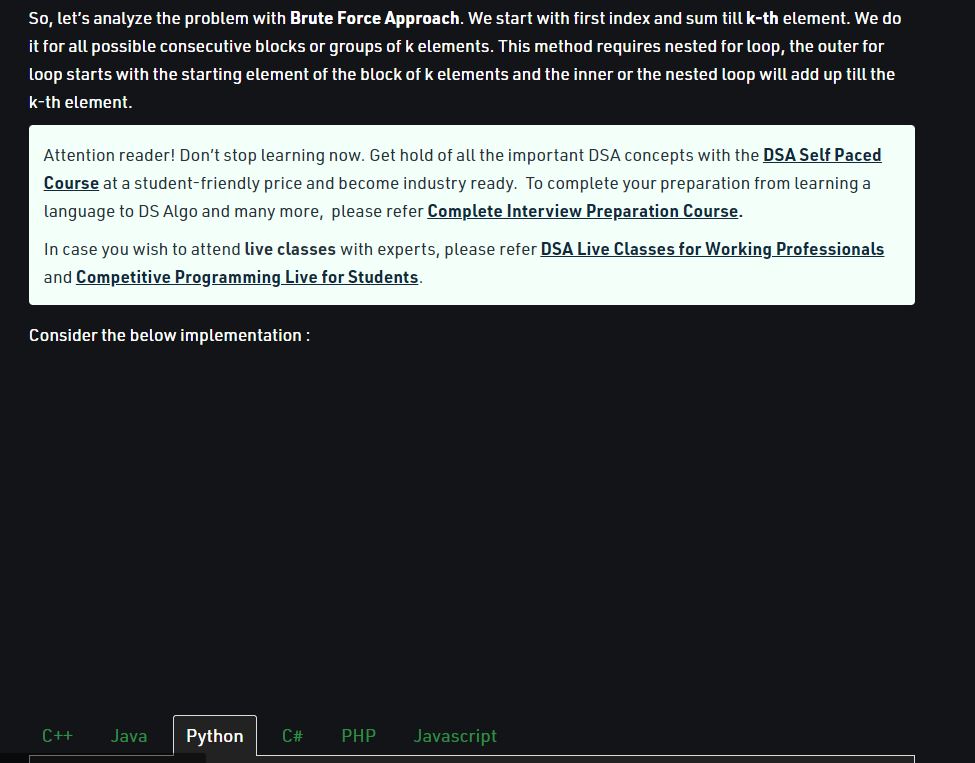 So, let's analyze the problem with Brute Force Approach. We start with first index and sum till k-th element. We do
it for all possible consecutive blocks or groups of k elements. This method requires nested for loop, the outer for
loop starts with the starting element of the block of k elements and the inner or the nested loop will add up till the
k-th element.
Attention reader! Don't stop learning now. Get hold of all the important DSA concepts with the DSA Self Paced
Course at a student-friendly price and become industry ready. To complete your preparation from learning a
language to DS Algo and many more, please refer Complete Interview Preparation Course.
In case you wish to attend live classes with experts, please refer DSA Live Classes for Working Professionals
and Competitive Programming Live for Students.
Consider the below implementation :
C++ Java Python C# PHP Javascript